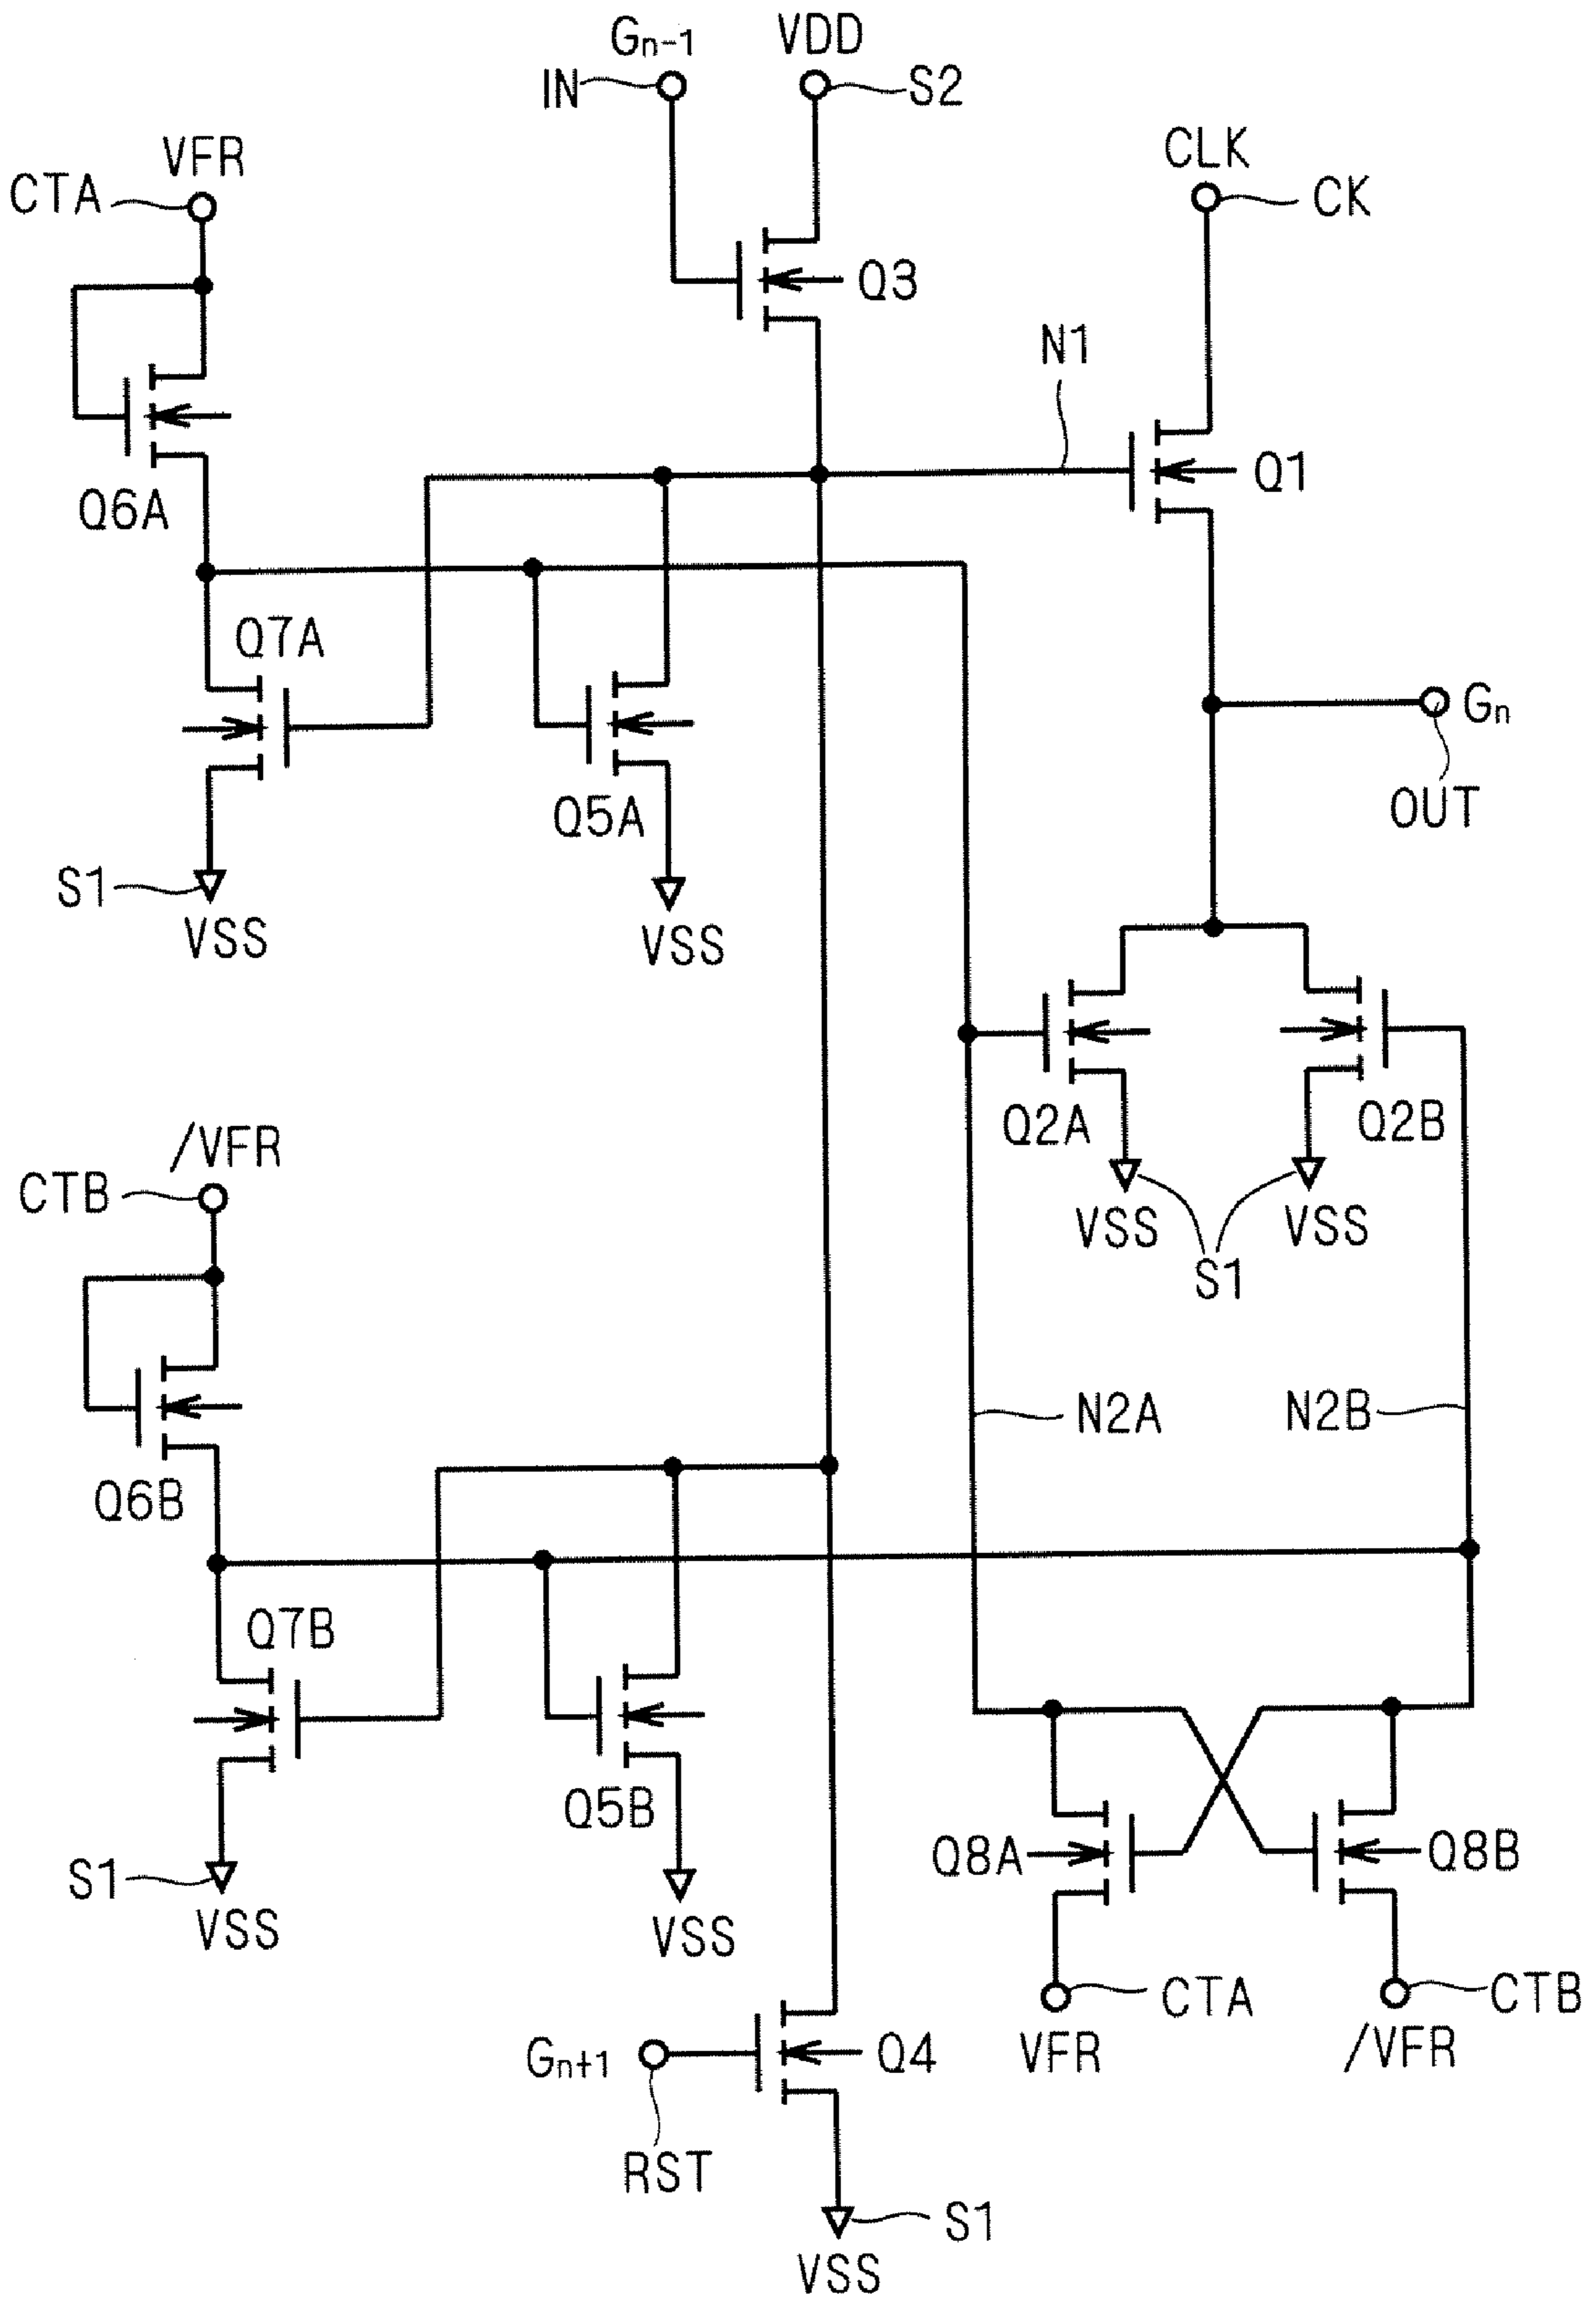 Gn-1
VDD
IN
S2
VFR
CTA
CLK
CK
Q3
N1
Q6A
Q1
Q7A
Gn
OUT
Q5A
S1
VSS
VSS
Q2A
Q2B
/VFR
CTB
VSS
VSS
S1
N2A
N2B
Q6B
Q7B
Q5B
Q8A
Q8B
S1
VSS
VSS
CTA
CTB
Gn+1
Q4
VFR
/VFR
RST
S1
VSS